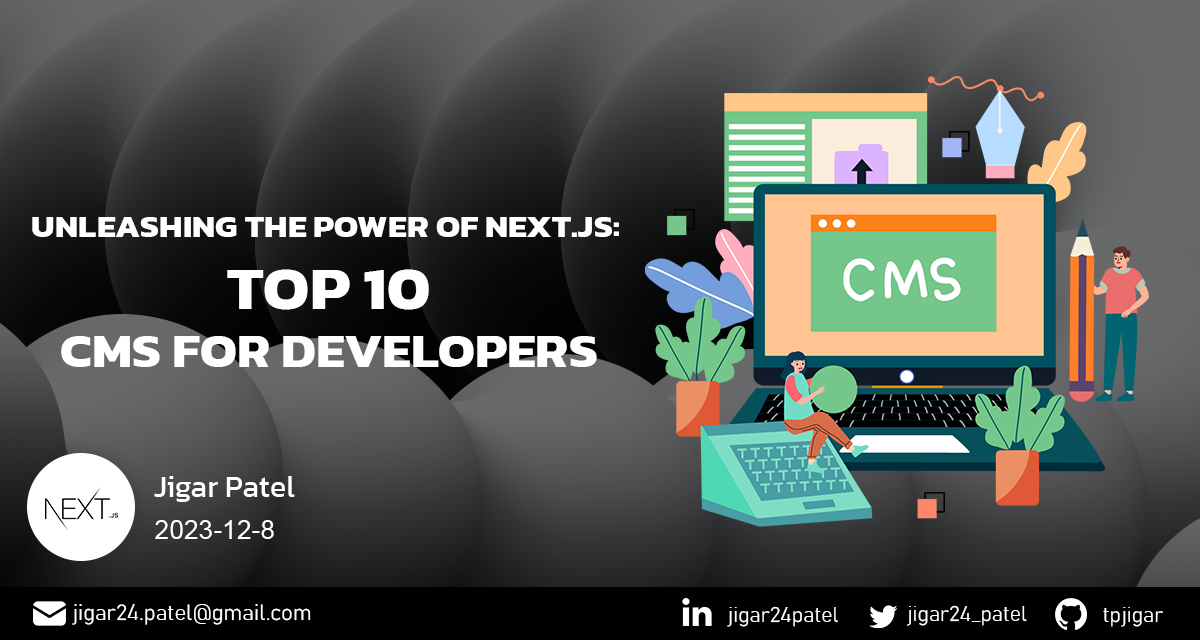 UNLEASHING THE POWER OF NEXT.JS:
TOP 10
CMS FOR DEVELOPERS
CMS
NEXT.JS
Jigar Patel
2023-12-8
jigar24.patel@gmail.com
in jigar24patel
jigar24_patel
tpjigar